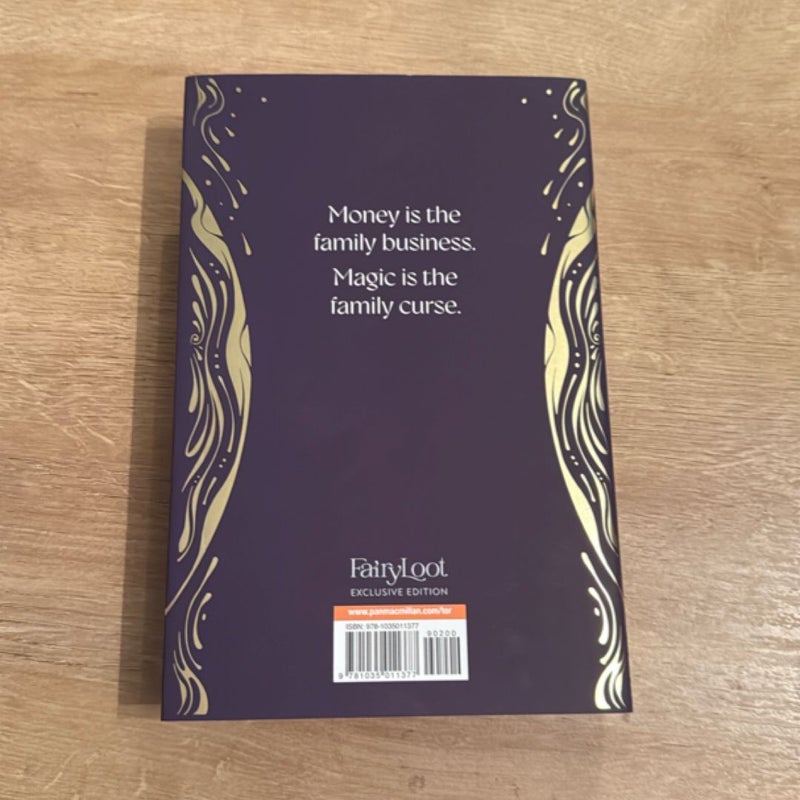 Money is the
family business.
Magic is the
family curse.
FairyLoot
EXCLUSIVE EDITION
www.panmacmillan.com/tor
ISBN: 978-1035011377
90200
9 781035 011377